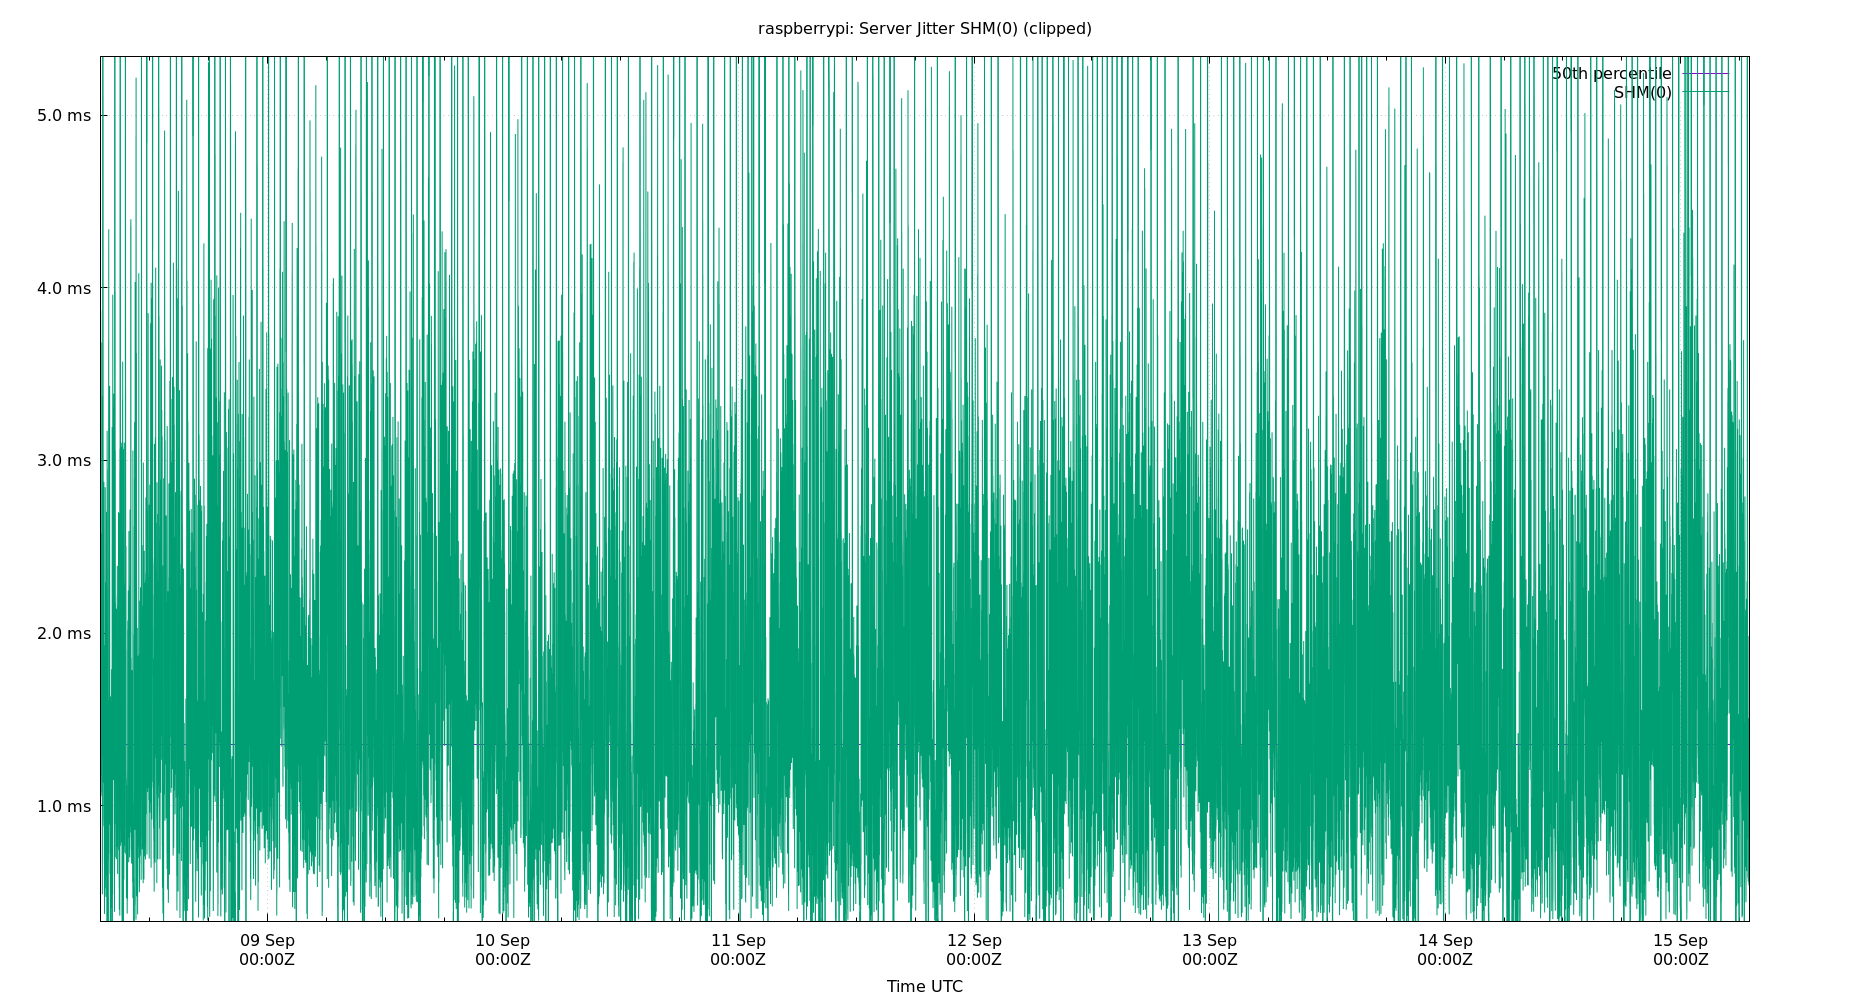 raspberrypi: Server Jitter SHM(0) (clipped)
50th percentile
SHM(0)
5.0 ms
4.0 ms
3.0 ms
2.0 ms
1.0 ms
09 Sep 10 Sep 11 Sep 12 Sep 13 Sep 14 Sep 15 Sep
00:00Z 00:00Z 00:00Z 00:00Z 00:00Z 00:00Z 00:00Z
Time UTC